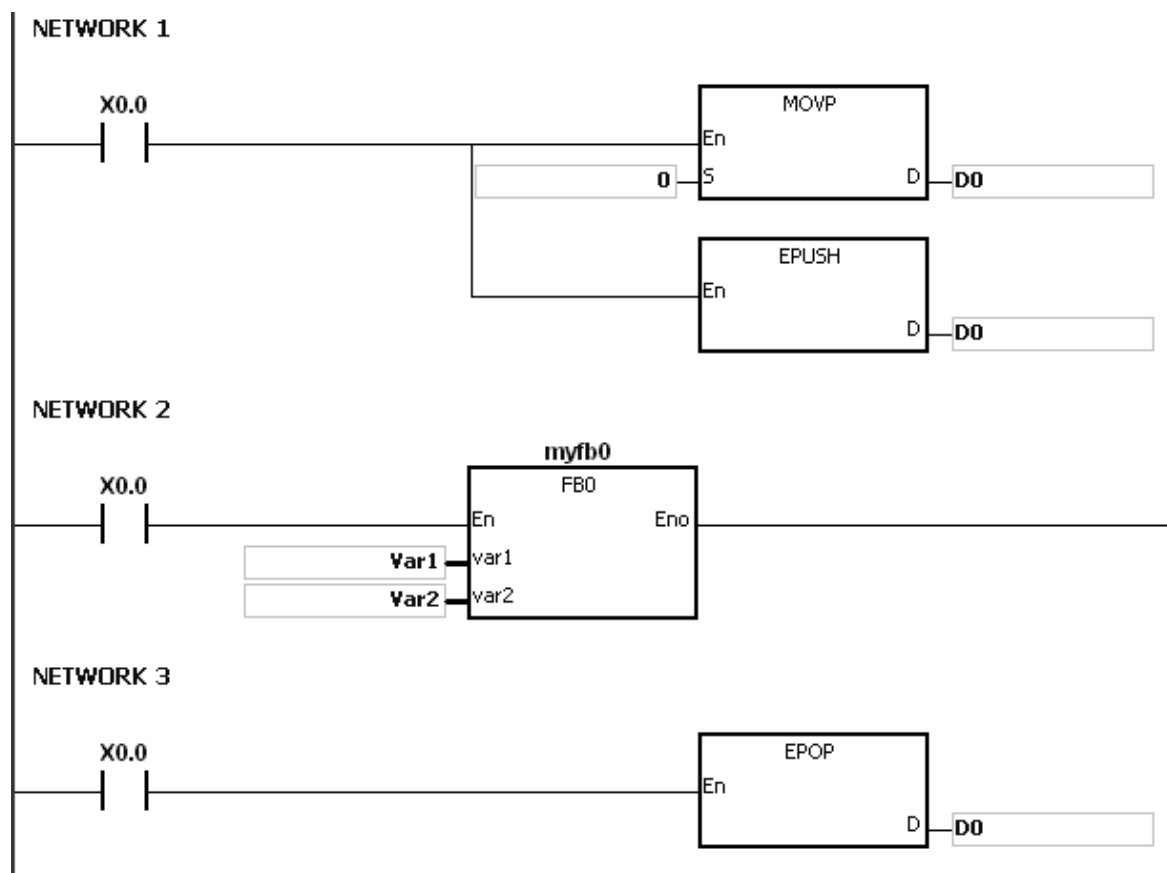 NETWORK 1
X0.0
MOVP
En
0 S D D0
EPUSH
En
D D0
NETWORK 2
myfb0
X0.0
FB0
En Eno
Var1 var1
Var2 var2
NETWORK 3
X0.0
EPOP
En
D D0